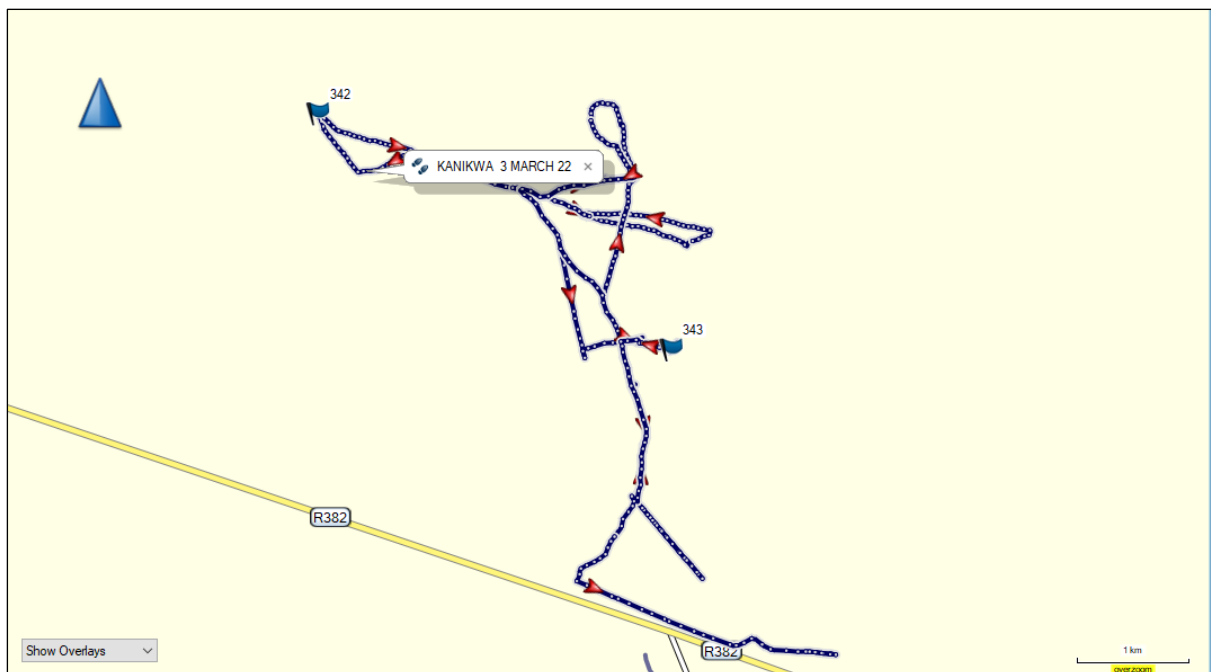 342
KANIKWA 3 MARCH 22 ×
343
R382
Show Overlays
R382
1 km
overzoom